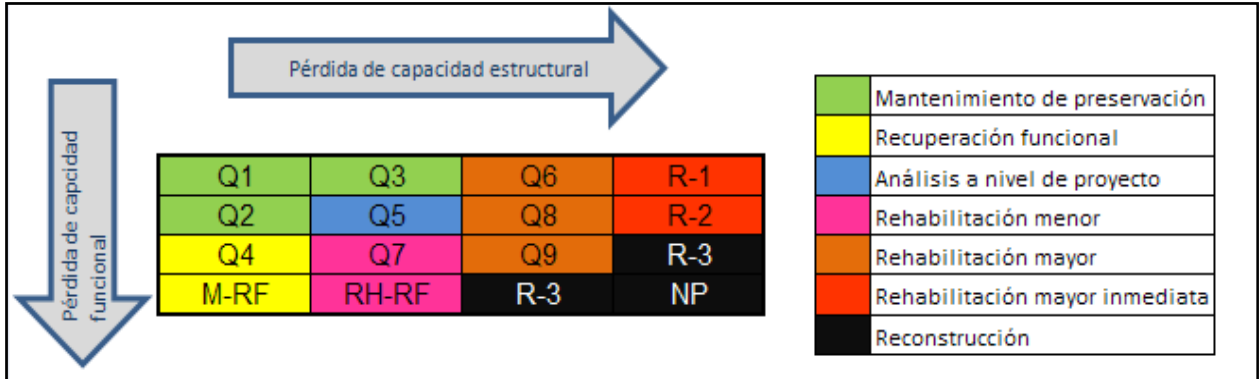 Pérdida de capacidad estructural
Pérdida de capcidad
funcional
Q1 Q3 Q6 R-1
Q2 Q5 Q8 R-2
Q4 Q7 Q9 R-3
M-RF RH-RF R-3 NP
Mantenimiento de preservación
Recuperación funcional
Análisis a nivel de proyecto
Rehabilitación menor
Rehabilitación mayor
Rehabilitación mayor inmediata
Reconstrucción